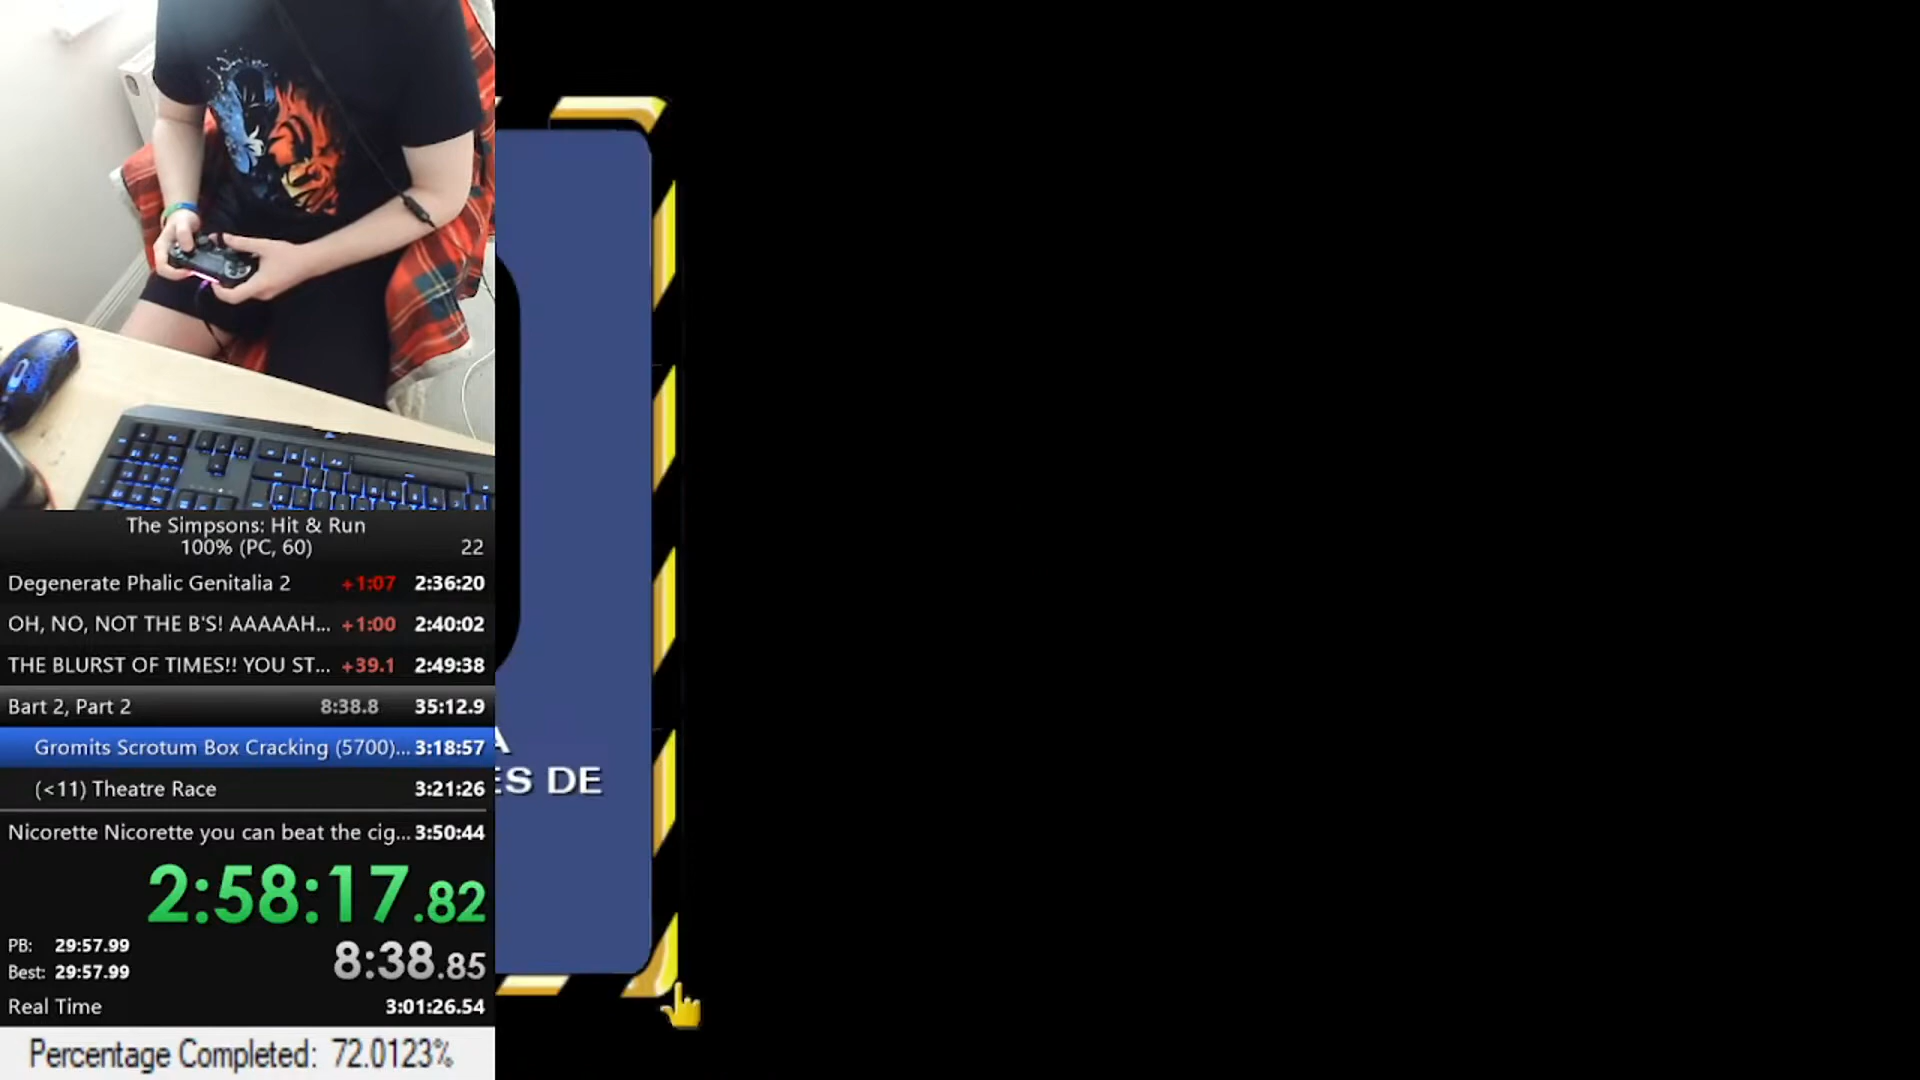 The Simpsons: Hit & Run
100% (PC, 60) 22
Degenerate Phalic Genitalia 2 +1:07 2:36:20
OH, NO, NOT THE B'S! AAAAAH... +1:00 2:40:02
THE BLURST OF TIMES!! YOU ST... +39.1 2:49:38
Bart 2, Part 2 8:38.8 35:12.9
Gromits Scrotum Box Cracking (5700)... 3:18:57
(<11) Theatre Race 3:21:26
Nicorette Nicorette you can beat the cig... 3:50:44
2:58:17.82
PB: 29:57.99
8:38.85
Best: 29:57.99
Real Time 3:01:26.54
Percentage Completed: 72.0123%
A
ES DE